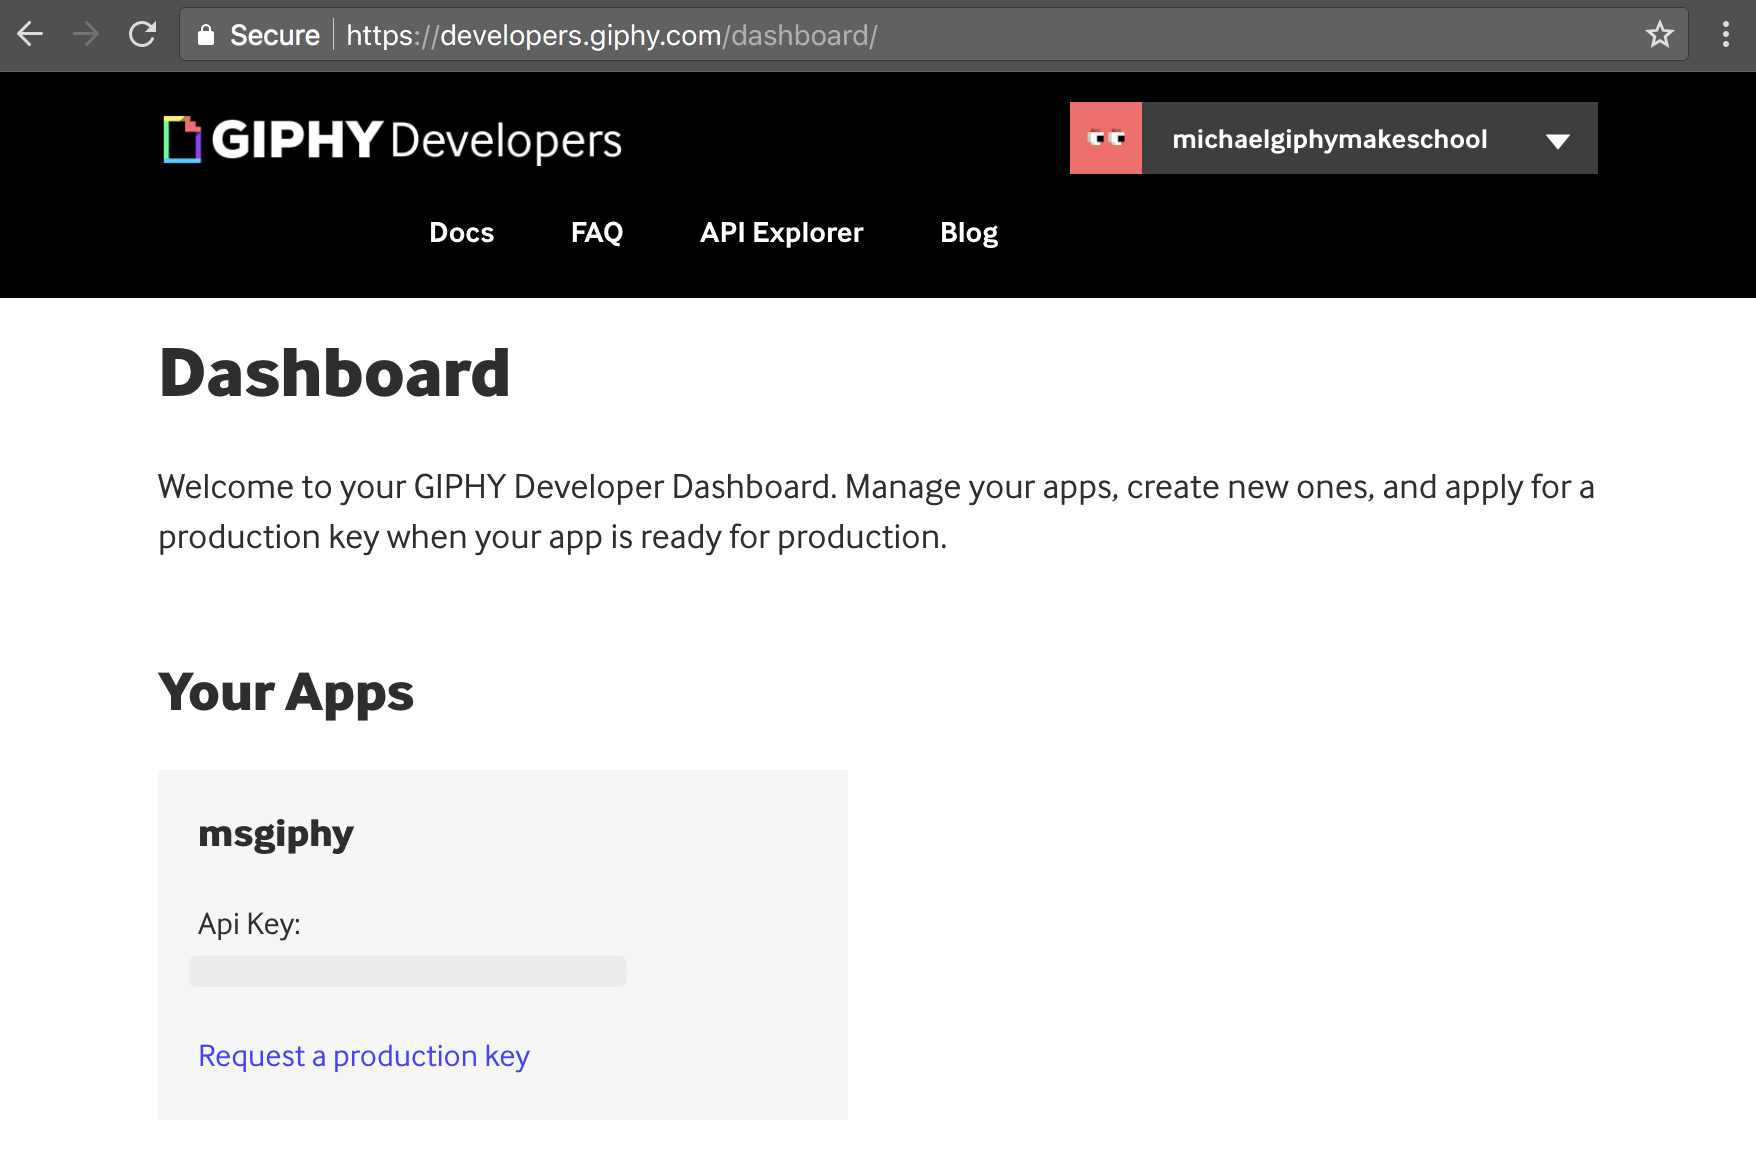 Secure https://developers.giphy.com/dashboard/
GIPHY Developers
michaelgiphymakeschool
Docs FAQ API Explorer Blog
Dashboard
Welcome to your GIPHY Developer Dashboard. Manage your apps, create new ones, and apply for a
production key when your app is ready for production.
Your Apps
msgiphy
Api Key:
Request a production key